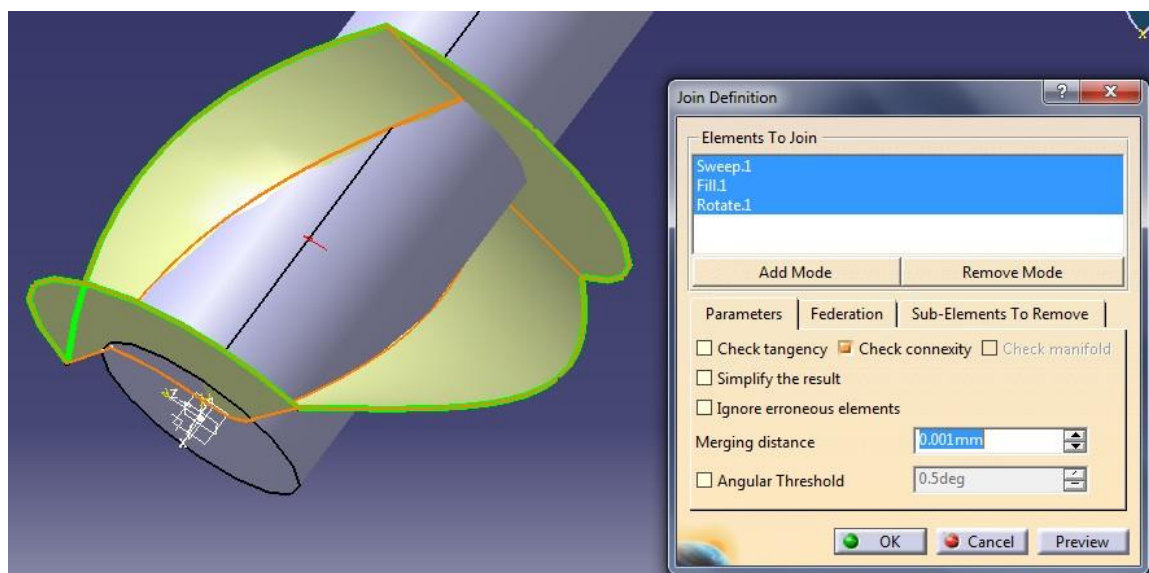 Join Definition
Elements To Join
Sweep.1
Fill.1
Rotate.1
Add Mode Remove Mode
Parameters Federation Sub-Elements To Remove
Check tangency Check connexity Check manifold
Simplify the result
Ignore erroneous elements
Merging distance 0.001mm
Angular Threshold 0.5deg
OK Cancel Preview